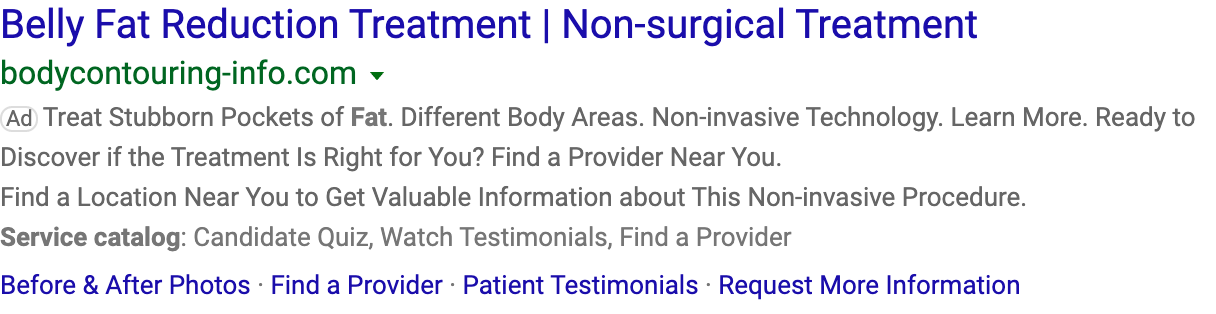 Belly Fat Reduction Treatment | Non-surgical Treatment
bodycontouring-info.com
Ad Treat Stubborn Pockets of Fat. Different Body Areas. Non-invasive Technology. Learn More. Ready to
Discover if the Treatment Is Right for You? Find a Provider Near You.
Find a Location Near You to Get Valuable Information about This Non-invasive Procedure.
Service catalog: Candidate Quiz, Watch Testimonials, Find a Provider
Before & After Photos · Find a Provider · Patient Testimonials · Request More Information